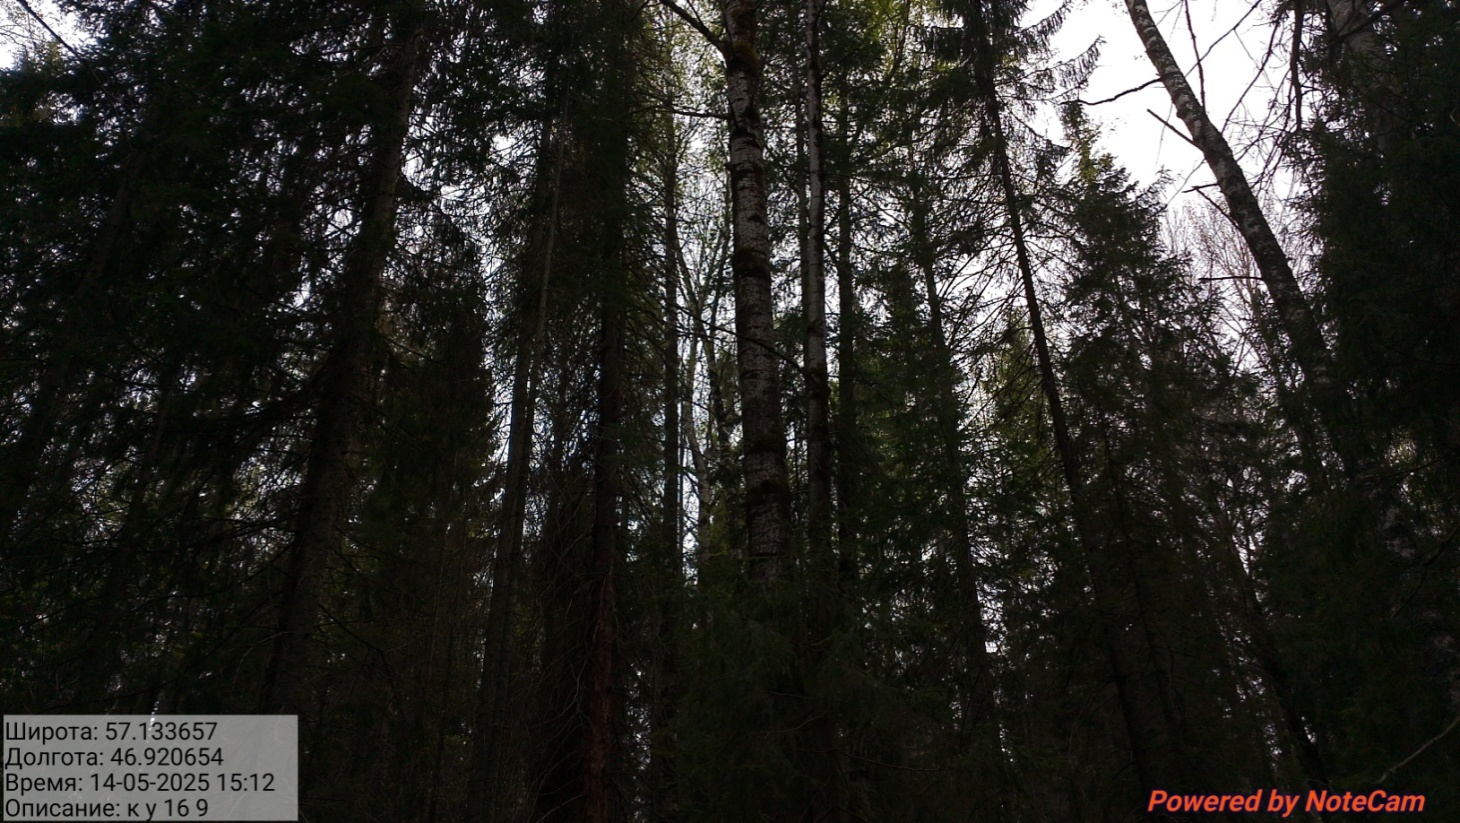 Широта: 57.133657
Долгота: 46.920654
Время: 14-05-2025 15:12
Описание: к у 16 9
Powered by NoteCam